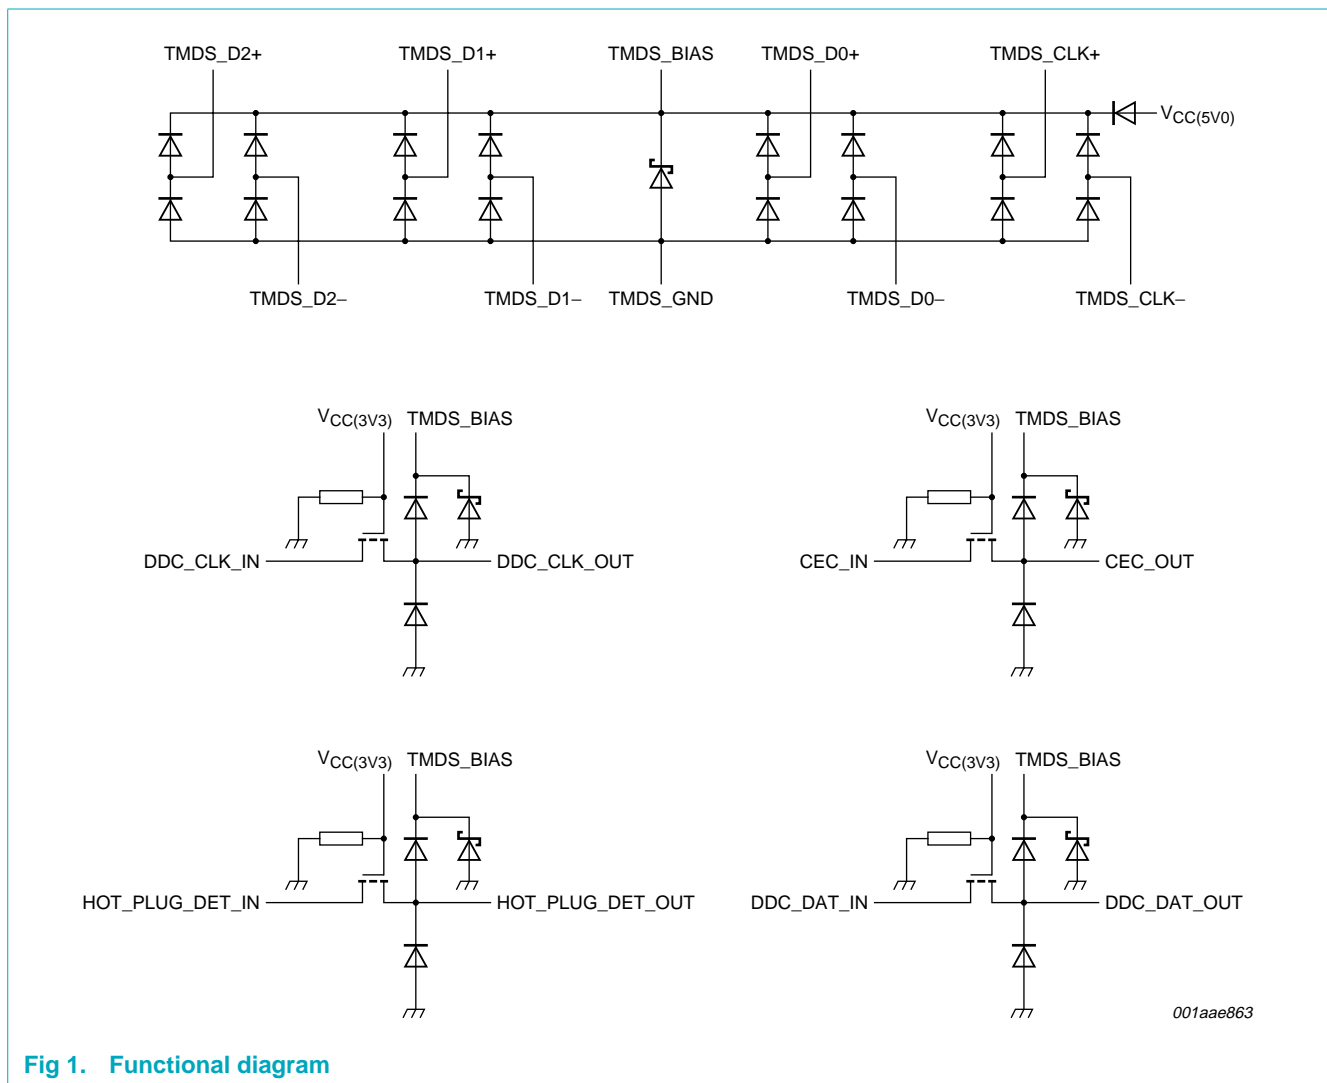 TMDS_D2+ TMDS_D1+ TMDS_BIAS TMDS_D0+ TMDS_CLK+
VCC(5V0)
TMDS_D2− TMDS_D1− TMDS_GND TMDS_D0− TMDS_CLK−
VCC(3V3) TMDS_BIAS VCC(3V3) TMDS_BIAS
DDC_CLK_IN DDC_CLK_OUT CEC_IN CEC_OUT
VCC(3V3) TMDS_BIAS VCC(3V3) TMDS_BIAS
HOT_PLUG_DET_IN HOT_PLUG_DET_OUT DDC_DAT_IN DDC_DAT_OUT
001aae863
Fig 1. Functional diagram